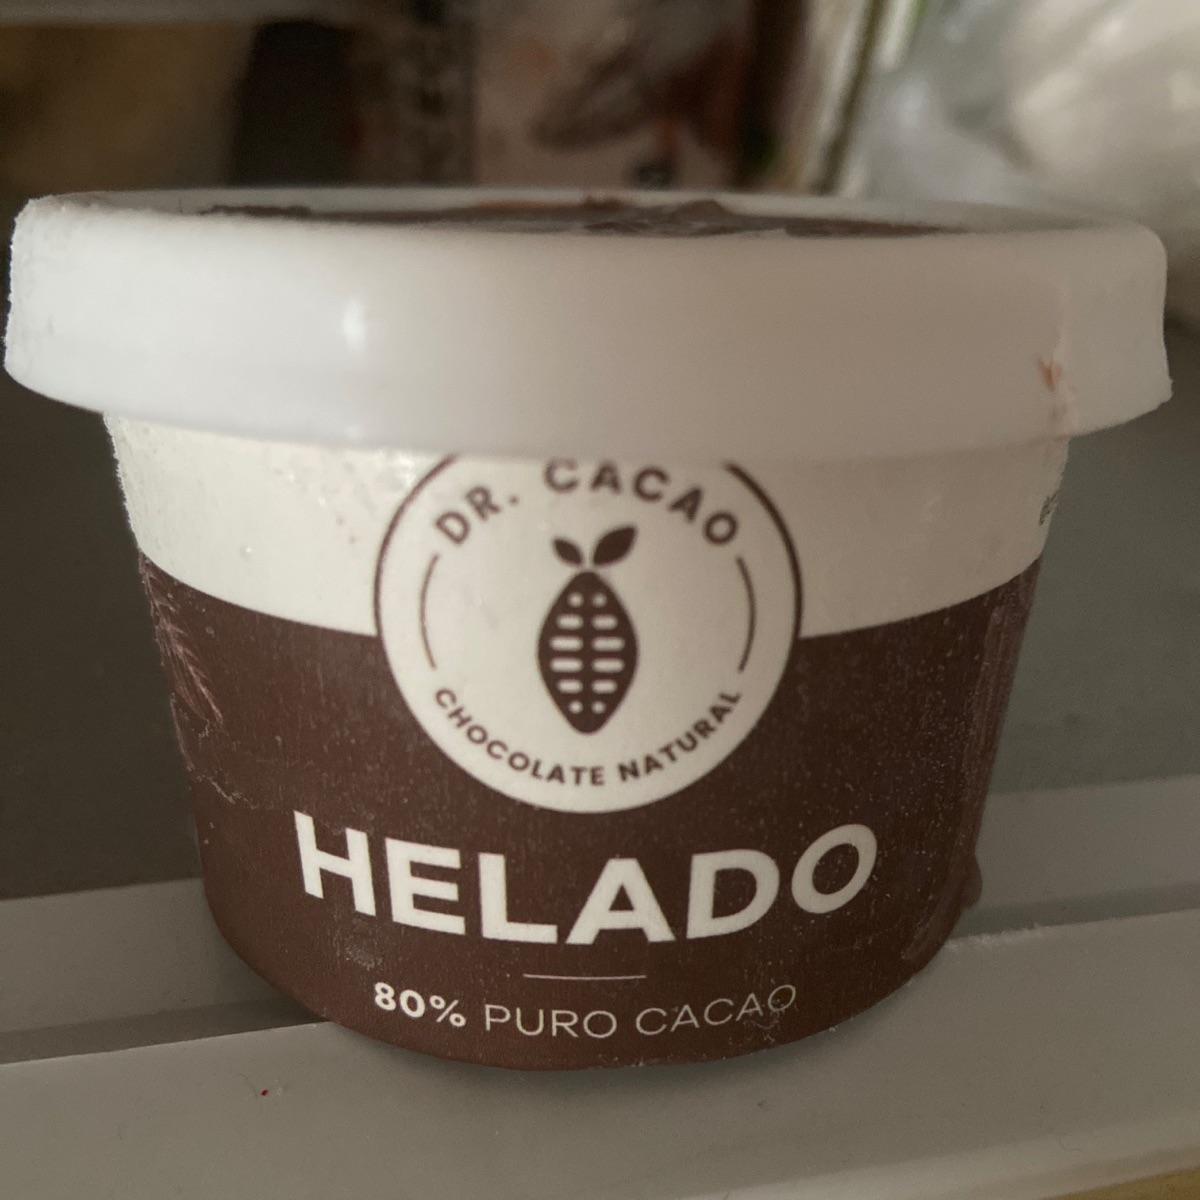 DR. CACAO
CHOCOLATE NATURAL
HELADO
80% PURO CACAO